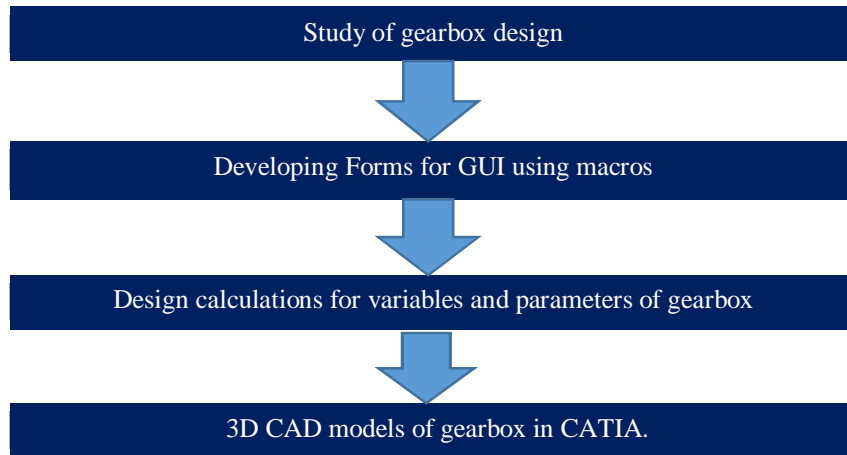 Study of gearbox design
Developing Forms for GUI using macros
Design calculations for variables and parameters of gearbox
3D CAD models of gearbox in CATIA.